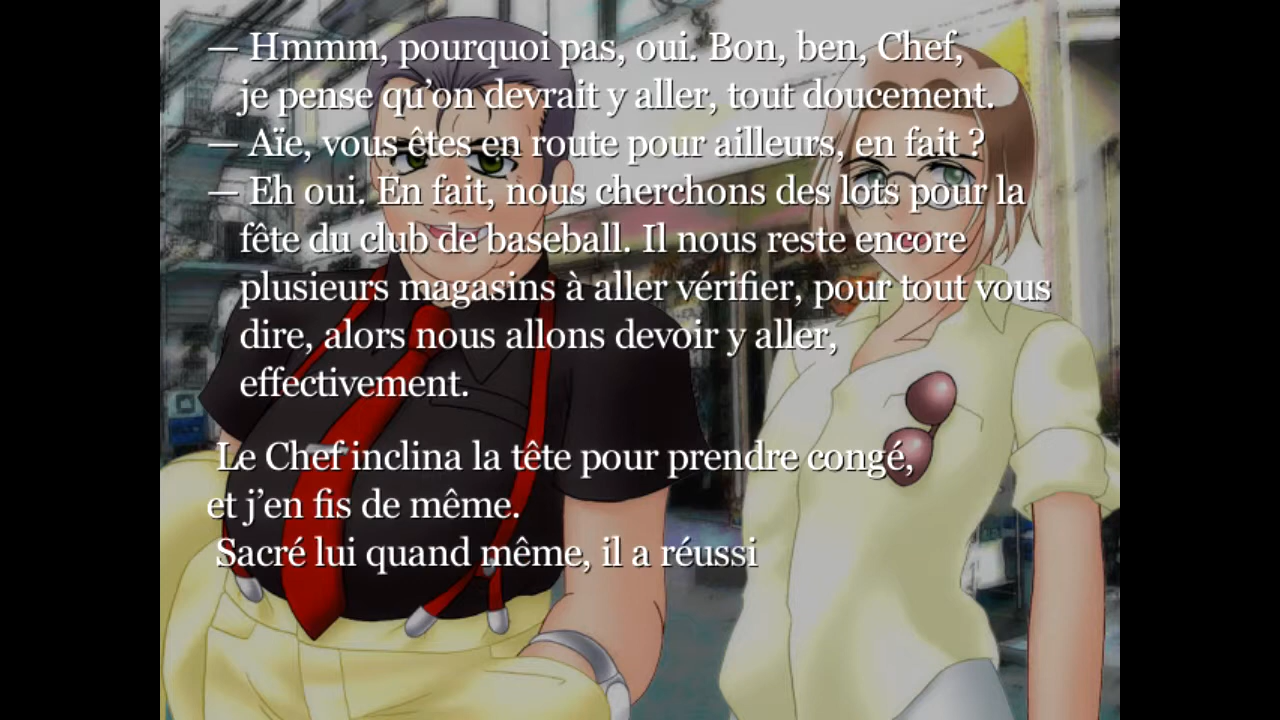 — Hmmm, pourquoi pas, oui. Bon, ben, Chef,
je pense qu’on devrait y aller, tout doucement.
— Aïe, vous êtes en route pour ailleurs, en fait ?
— Eh oui. En fait, nous cherchons des lots pour la
fête du club de baseball. Il nous reste encore
plusieurs magasins à aller vérifier, pour tout vous
dire, alors nous allons devoir y aller,
effectivement.
Le Chef inclina la tête pour prendre congé,
et j’en fis de même.
Sacré lui quand même, il a réussi